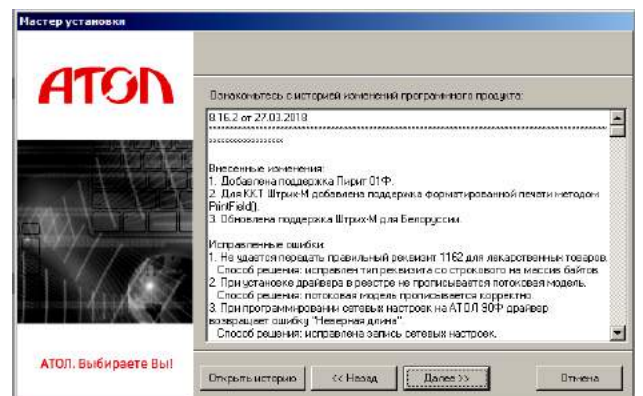 Мастер установки
АТОЛ
Ознакомьтесь с историей изменений программного продукта:
8.16.2 от 27.03.2018
Внесенные изменения:
1. Добавлена поддержка Пирит 01Ф.
2. Для ККТ Штрих-М добавлена поддержка форматированной печати методом
PrintField().
3. Обновлена поддержка Штрих-М для Белоруссии.
Исправленные ошибки:
1. Не удается передать правильный реквизит 1162 для лекарственных товаров.
Способ решения: исправлен тип реквизита со строкового на массив байтов
2. При установке драйвера в реестре не прописывается потоковая модель.
Способ решения: потоковая модель прописывается корректно.
3. При программировании сетевых настроек на АТОЛ 90Ф драйвер
возвращает ошибку "Неверная длина".
Способ решения: исправлена запись сетевых настроек.
АТОЛ. Выбираете Вы!
Открыть историю
<< Назад
Далее >>
Отмена